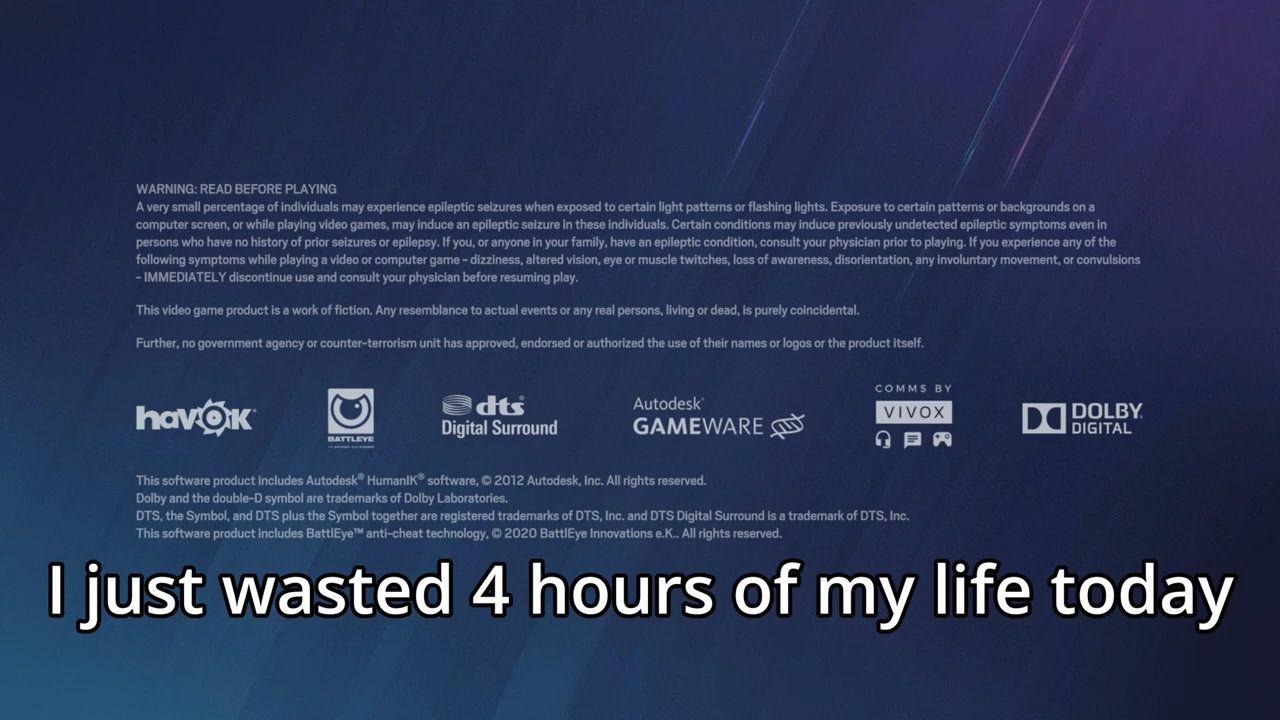 WARNING: READ BEFORE PLAYING
A very small percentage of individuals may experience epileptic seizures when exposed to certain light patterns or flashing lights. Exposure to certain patterns or backgrounds on a
computer screen, or while playing video games, may induce an epileptic seizure in these individuals. Certain conditions may induce previously undetected epileptic symptoms even in
persons who have no history of prior seizures or epilepsy. If you, or anyone in your family, have an epileptic condition, consult your physician prior to playing. If you experience any of the
following symptoms while playing a video or computer game - dizziness, altered vision, eye or muscle twitches, loss of awareness, disorientation, any involuntary movement, or convulsions
- IMMEDIATELY discontinue use and consult your physician before resuming play.
This video game product is a work of fiction. Any resemblance to actual events or any real persons, living or dead, is purely coincidental.
Further, no government agency or counter-terrorism unit has approved, endorsed or authorized the use of their names or logos or the product itself.
havok®
BATTLEYE
dts
Digital Surround
Autodesk®
GAMEWARE
COMMS BY
VIVOX
DOLBY®
DIGITAL
This software product includes Autodesk® HumanIK® software, © 2012 Autodesk, Inc. All rights reserved.
Dolby and the double-D symbol are trademarks of Dolby Laboratories.
DTS, the Symbol, and DTS plus the Symbol together are registered trademarks of DTS, Inc. and DTS Digital Surround is a trademark of DTS, Inc.
This software product includes BattlEye™ anti-cheat technology, © 2020 BattlEye Innovations e.K.. All rights reserved.
I just wasted 4 hours of my life today